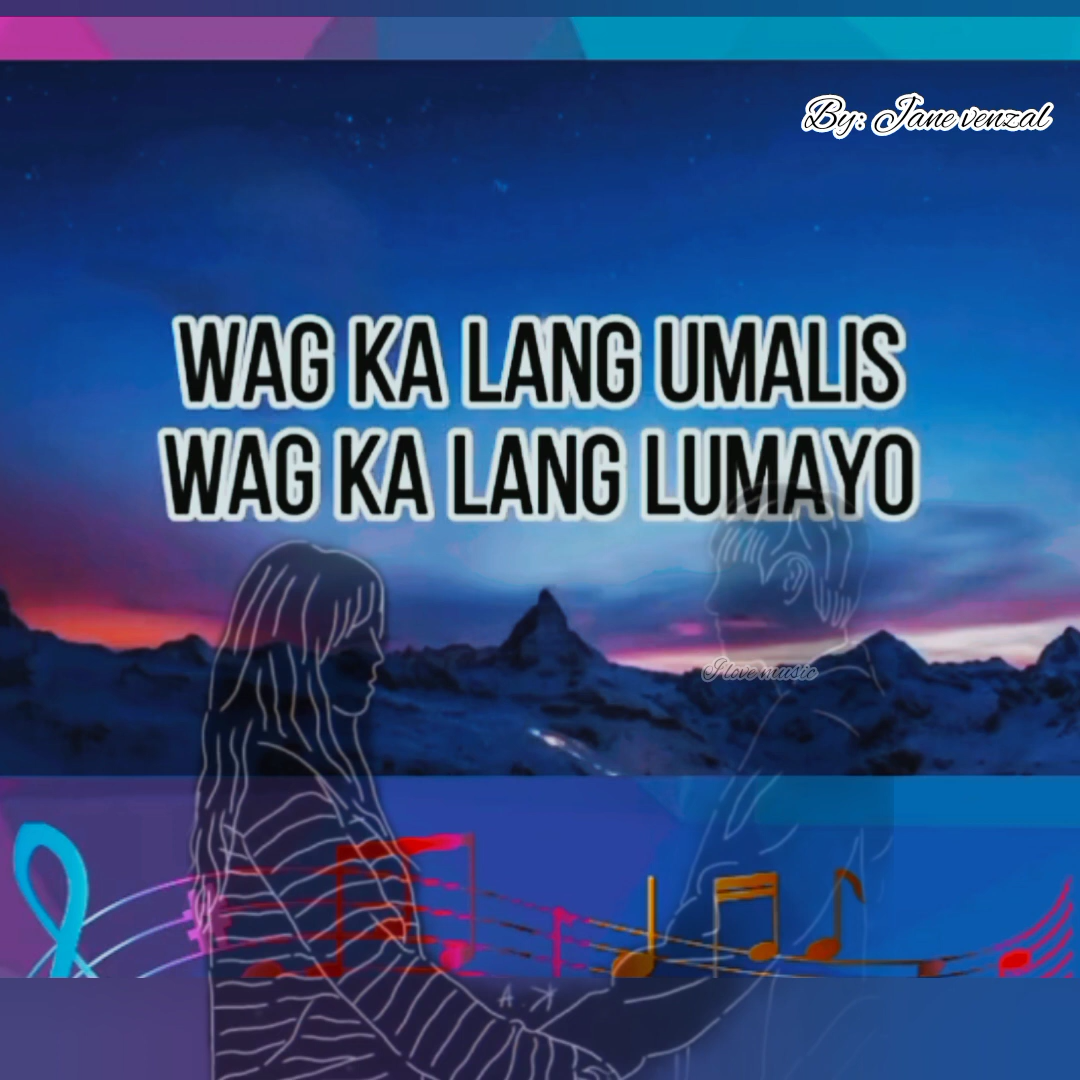 By: Jane venzal
WAG KA LANG UMALIS
WAG KA LANG LUMAYO
I love music
A.K